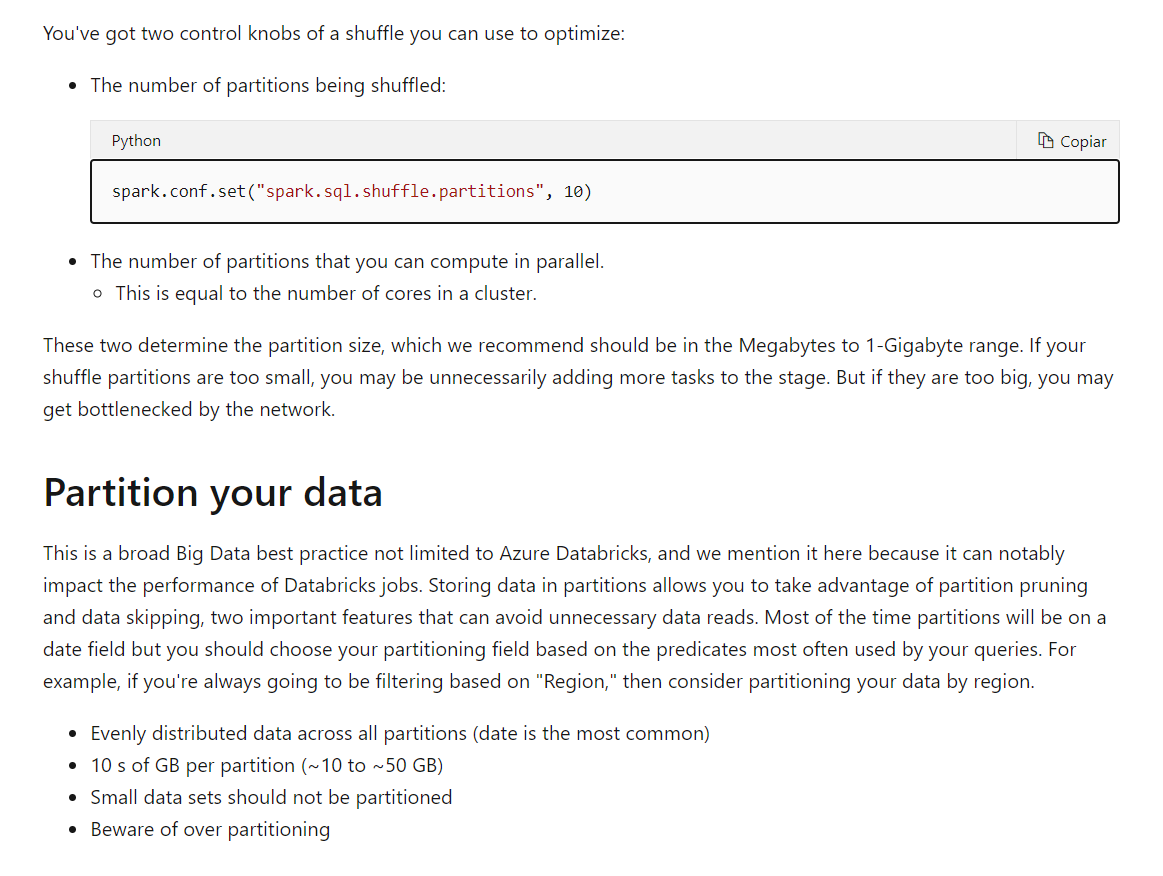 You've got two control knobs of a shuffle you can use to optimize:
The number of partitions being shuffled:
Python
Copiar
spark.conf.set("spark.sql.shuffle.partitions", 10)
The number of partitions that you can compute in parallel.
This is equal to the number of cores in a cluster.
These two determine the partition size, which we recommend should be in the Megabytes to 1-Gigabyte range. If your
shuffle partitions are too small, you may be unnecessarily adding more tasks to the stage. But if they are too big, you may
get bottlenecked by the network.
Partition your data
This is a broad Big Data best practice not limited to Azure Databricks, and we mention it here because it can notably
impact the performance of Databricks jobs. Storing data in partitions allows you to take advantage of partition pruning
and data skipping, two important features that can avoid unnecessary data reads. Most of the time partitions will be on a
date field but you should choose your partitioning field based on the predicates most often used by your queries. For
example, if you're always going to be filtering based on "Region," then consider partitioning your data by region.
Evenly distributed data across all partitions (date is the most common)
10 s of GB per partition (~10 to ~50 GB)
Small data sets should not be partitioned
Beware of over partitioning